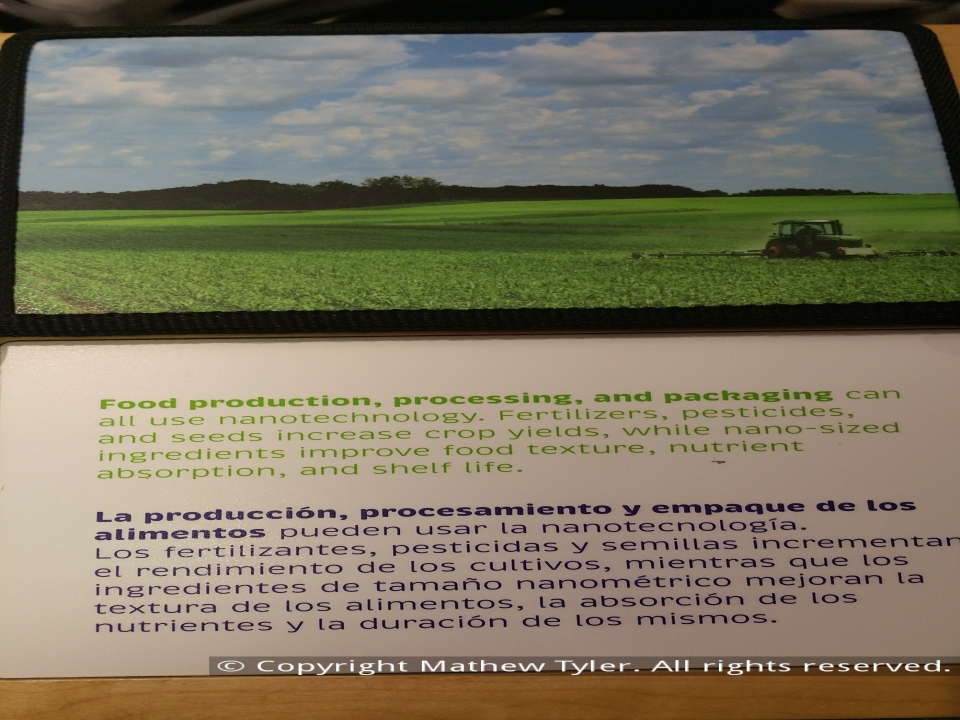 Food production, processing, and packaging can
all use nanotechnology. Fertilizers, pesticides,
and seeds increase crop yields, while nano-sized
ingredients improve food texture, nutrient
absorption, and shelf life.
La producción, procesamiento y empaque de los
alimentos pueden usar la nanotecnología.
Los fertilizantes, pesticidas y semillas incrementan
el rendimiento de los cultivos, mientras que los
ingredientes de tamaño nanométrico mejoran la
textura de los alimentos, la absorción de los
nutrientes y la duración de los mismos.
© Copyright Mathew Tyler. All rights reserved.